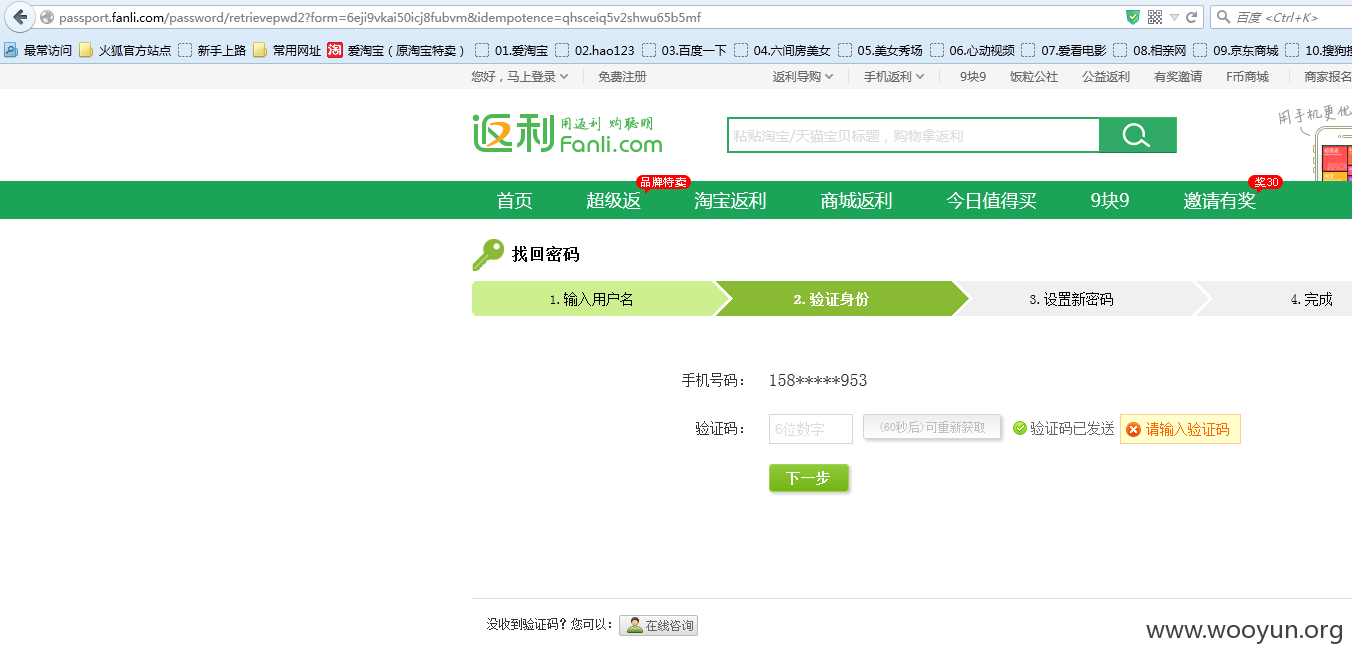 passport.fanli.com/password/retrievepwd2?form=6eji9vkai50icj8fubvm&idempotence=qhsceiq5v2shwu65b5mf
百度 <Ctrl+K>
最常访问 火狐官方站点 新手上路 常用网址 淘 爱淘宝（原淘宝特卖） 01.爱淘宝 02.hao123 03.百度一下 04.六间房美女 05.美女秀场 06.心动视频 07.爱看电影 08.相亲网 09.京东商城 10.搜狗搜
您好，马上登录 免费注册 返利导购 手机返利 9块9 饭粒公社 公益返利 有奖邀请 F币商城 商家报名
返利 用返利 购聪明
Fanli.com
粘贴淘宝/天猫宝贝标题，购物拿返利
用手机更优
品牌特卖 奖30
首页 超级返 淘宝返利 商城返利 今日值得买 9块9 邀请有奖
找回密码
1. 输入用户名 2. 验证身份 3. 设置新密码 4. 完成
手机号码： 158*****953
验证码： 6位数字 (60秒后)可重新获取 验证码已发送 请输入验证码
下一步
没收到验证码？您可以： 在线咨询
www.wooyun.org